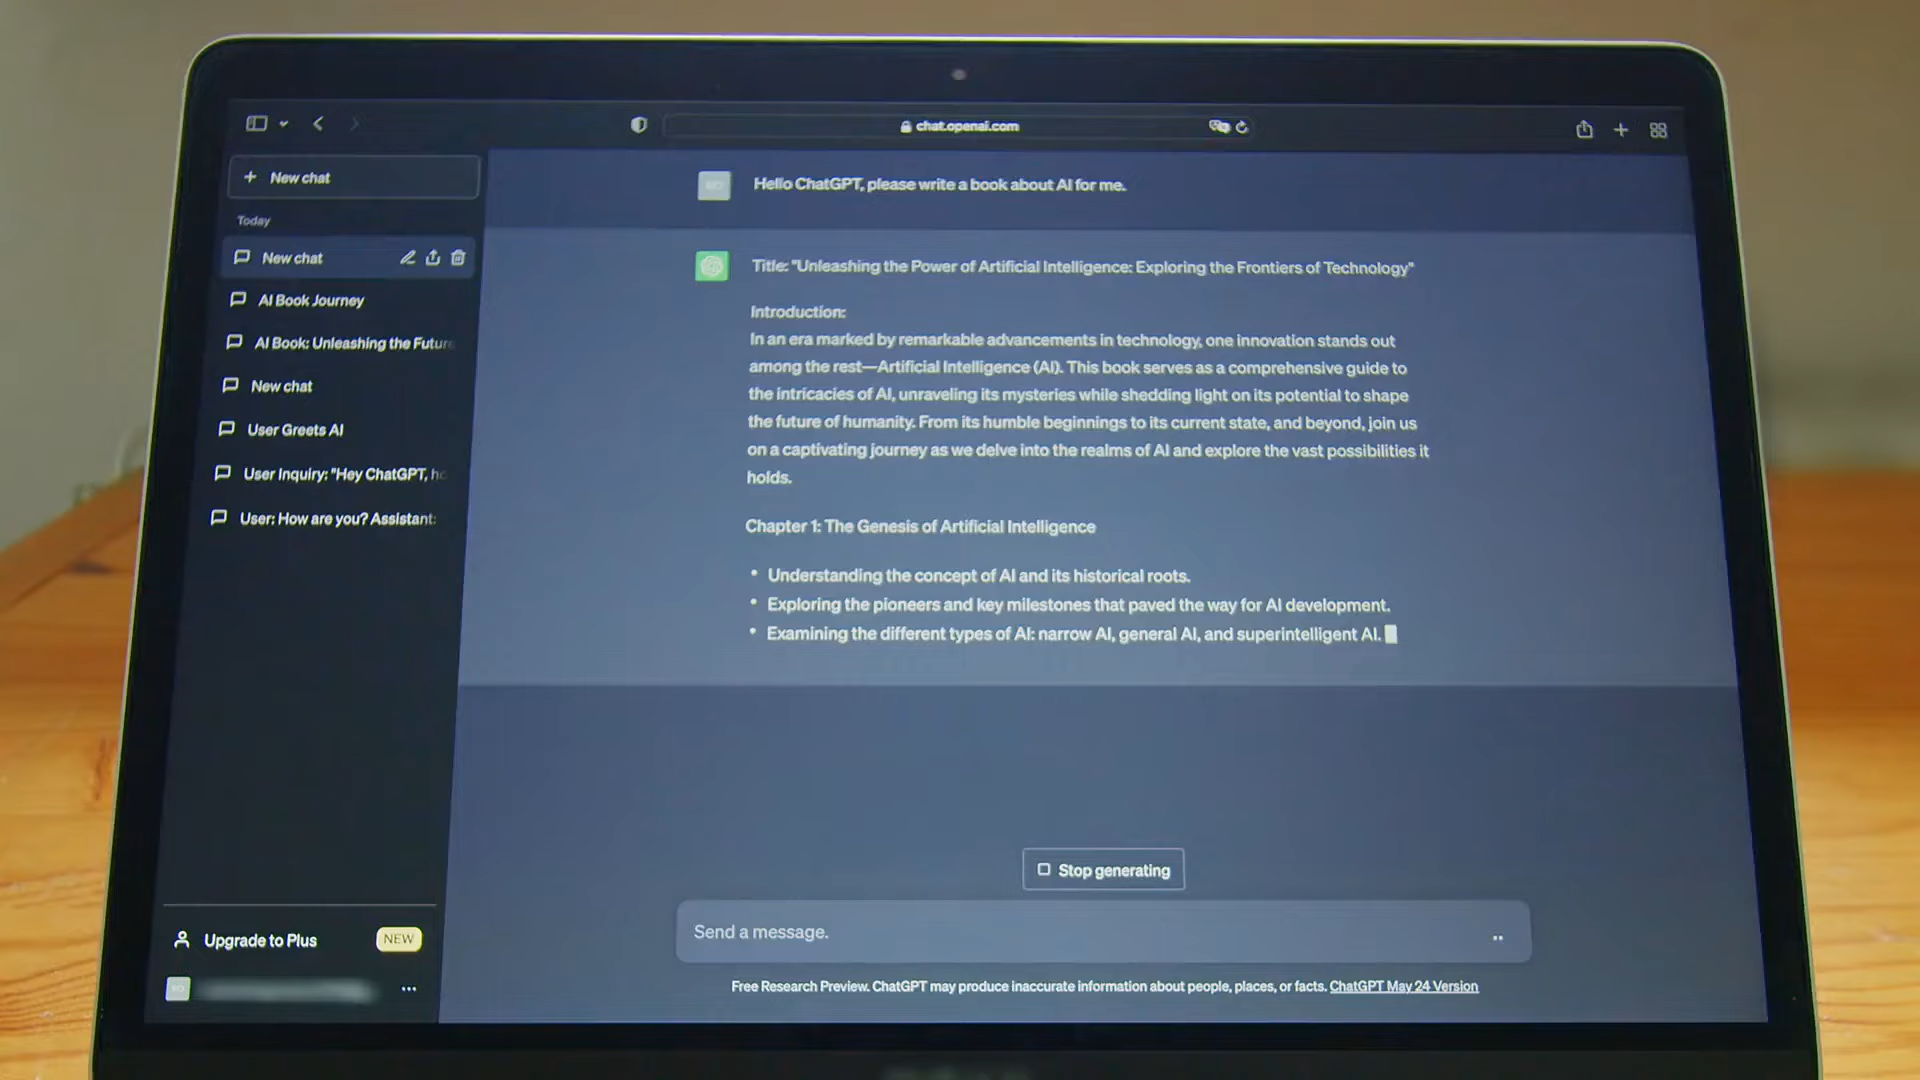 chat.openai.com
New chat
Today
New chat
AI Book Journey
AI Book: Unleashing the Future
New chat
User Greets AI
User Inquiry: "Hey ChatGPT, ho
User: How are you? Assistant:
Upgrade to Plus NEW
Hello ChatGPT, please write a book about AI for me.
Title: "Unleashing the Power of Artificial Intelligence: Exploring the Frontiers of Technology"
Introduction:
In an era marked by remarkable advancements in technology, one innovation stands out
among the rest—Artificial Intelligence (AI). This book serves as a comprehensive guide to
the intricacies of AI, unraveling its mysteries while shedding light on its potential to shape
the future of humanity. From its humble beginnings to its current state, and beyond, join us
on a captivating journey as we delve into the realms of AI and explore the vast possibilities it
holds.
Chapter 1: The Genesis of Artificial Intelligence
• Understanding the concept of AI and its historical roots.
• Exploring the pioneers and key milestones that paved the way for AI development.
• Examining the different types of AI: narrow AI, general AI, and superintelligent AI.
Stop generating
Send a message.
Free Research Preview. ChatGPT may produce inaccurate information about people, places, or facts. ChatGPT May 24 Version